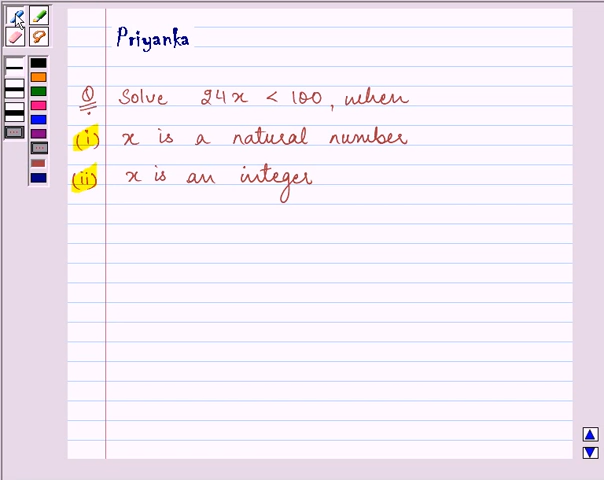 Priyanka
Q Solve 24x < 100, when
(i) x is a natural number
(ii) x is an integer